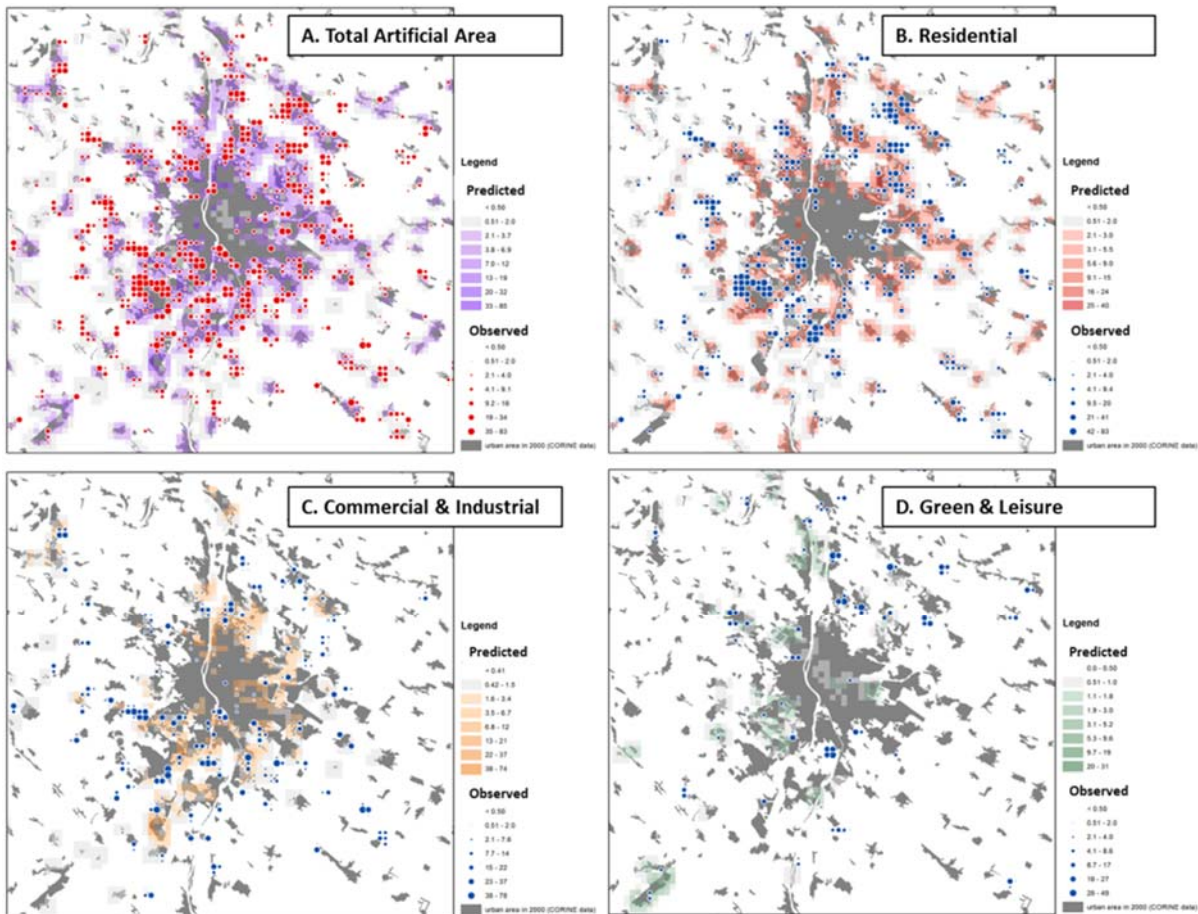 A. Total Artificial Area
Legend
Predicted
< 0.50
0.51 - 2.0
2.1 - 3.7
3.8 - 6.9
7.0 - 12
13 - 19
20 - 32
33 - 85
Observed
< 0.50
0.51 - 2.0
2.1 - 4.0
4.1 - 9.1
9.2 - 18
19 - 34
35 - 83
urban area in 2000 (CORINE data)
B. Residential
Legend
Predicted
< 0.50
0.51 - 2.0
2.1 - 3.0
3.1 - 5.5
5.6 - 9.0
9.1 - 15
16 - 24
25 - 40
Observed
< 0.50
0.51 - 2.0
2.1 - 4.0
4.1 - 9.4
9.5 - 20
21 - 41
42 - 83
urban area in 2000 (CORINE data)
C. Commercial & Industrial
Legend
Predicted
< 0.41
0.42 - 1.5
1.6 - 3.4
3.5 - 6.7
6.8 - 12
13 - 21
22 - 37
38 - 74
Observed
< 0.50
0.51 - 2.0
2.1 - 7.6
7.7 - 14
15 - 22
23 - 37
38 - 78
urban area in 2000 (CORINE data)
D. Green & Leisure
Legend
Predicted
0.0 - 0.50
0.51 - 1.0
1.1 - 1.8
1.9 - 3.0
3.1 - 5.2
5.3 - 9.6
9.7 - 19
20 - 31
Observed
< 0.50
0.51 - 2.0
2.1 - 4.0
4.1 - 8.6
8.7 - 17
18 - 27
28 - 49
urban area in 2000 (CORINE data)